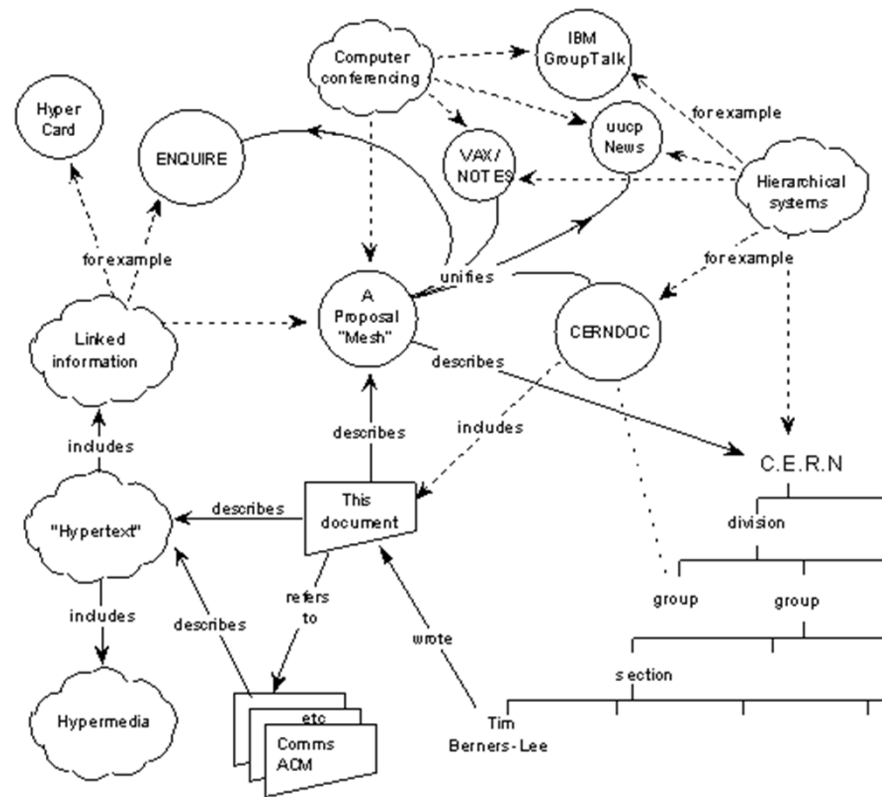 IBM
GroupTalk
Computer
conferencing
Hyper
Card
for example
uucp
News
ENQUIRE
VAX/
NOTES
Hierarchical
systems
for example
unifies
for example
A
Proposal
"Mesh"
CERNDOC
Linked
information
describes
includes
describes
includes
C.E.R.N
This
document
describes
"Hypertext"
division
refers
to
group
group
includes
describes
wrote
section
Hypermedia
etc
Tim
Berners-Lee
Comms
ACM